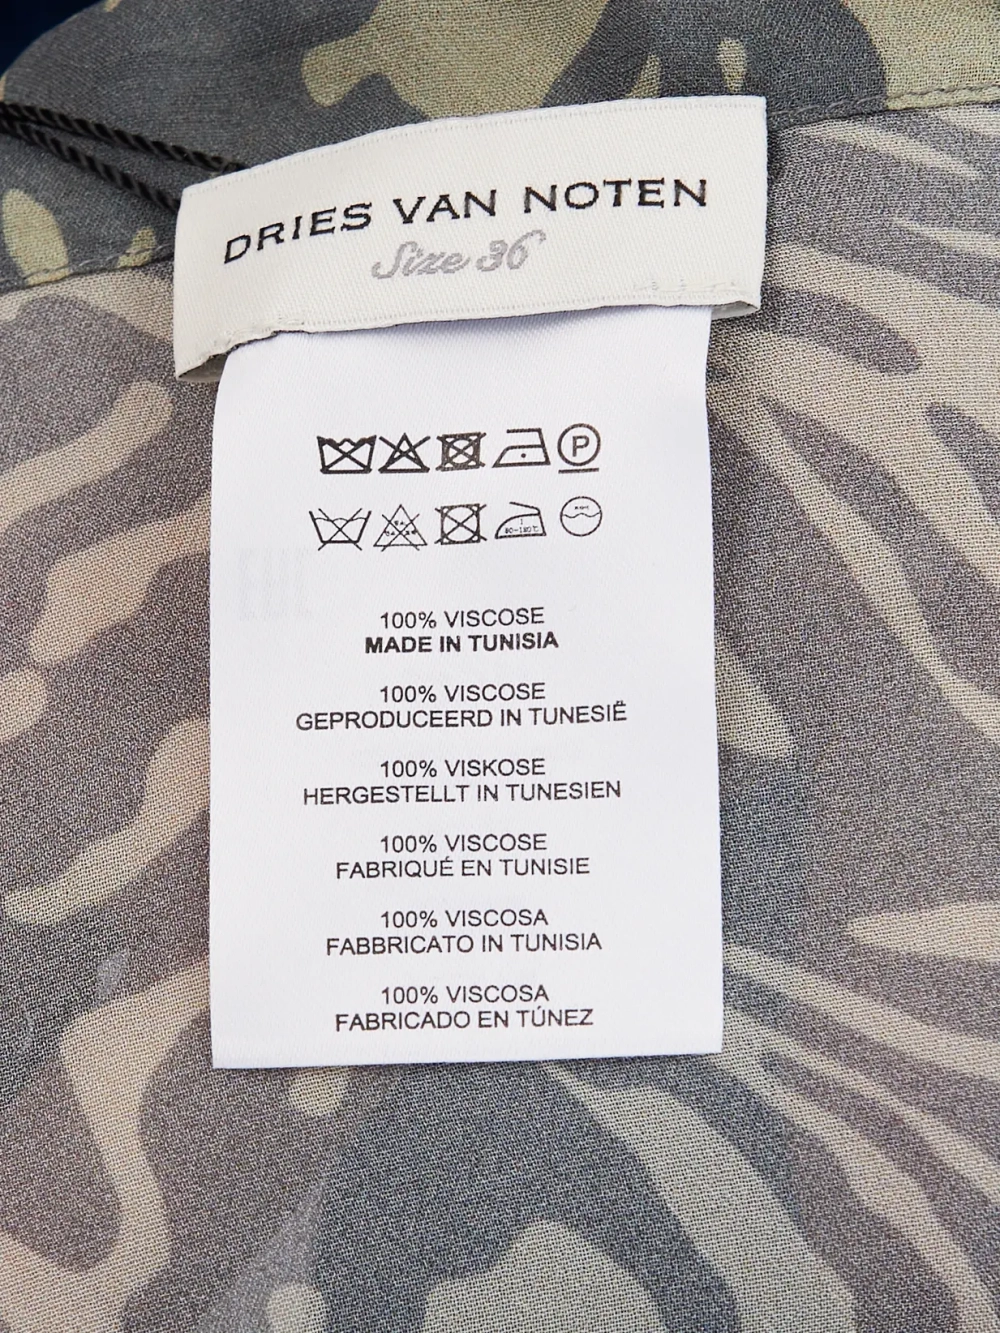 DRIES VAN NOTEN
Size 36
P
100% VISCOSE
MADE IN TUNISIA
100% VISCOSE
GEPRODUCEERD IN TUNESIË
100% VISKOSE
HERGESTELLT IN TUNESIEN
100% VISCOSE
FABRIQUÉ EN TUNISIE
100% VISCOSA
FABBRICATO IN TUNISIA
100% VISCOSA
FABRICADO EN TÚNEZ